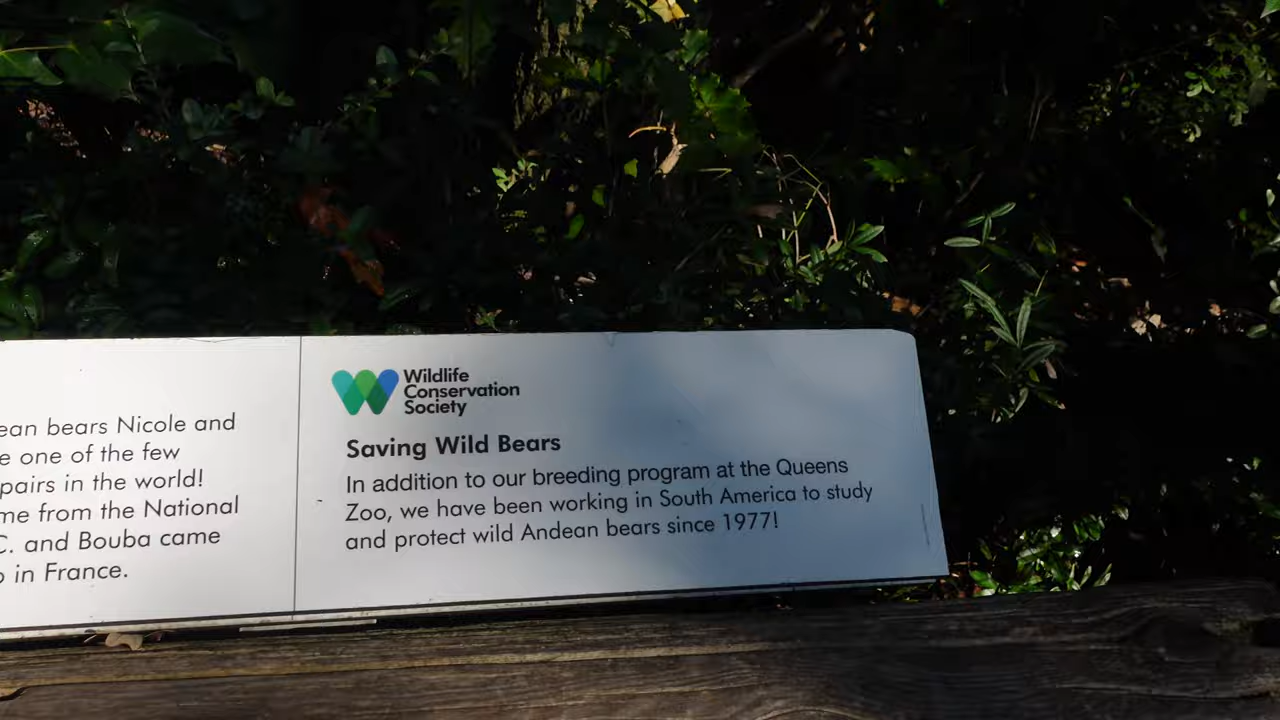 ean bears Nicole and
e one of the few
pairs in the world!
me from the National
C. and Bouba came
o in France.
Wildlife
Conservation
Society
Saving Wild Bears
In addition to our breeding program at the Queens
Zoo, we have been working in South America to study
and protect wild Andean bears since 1977!